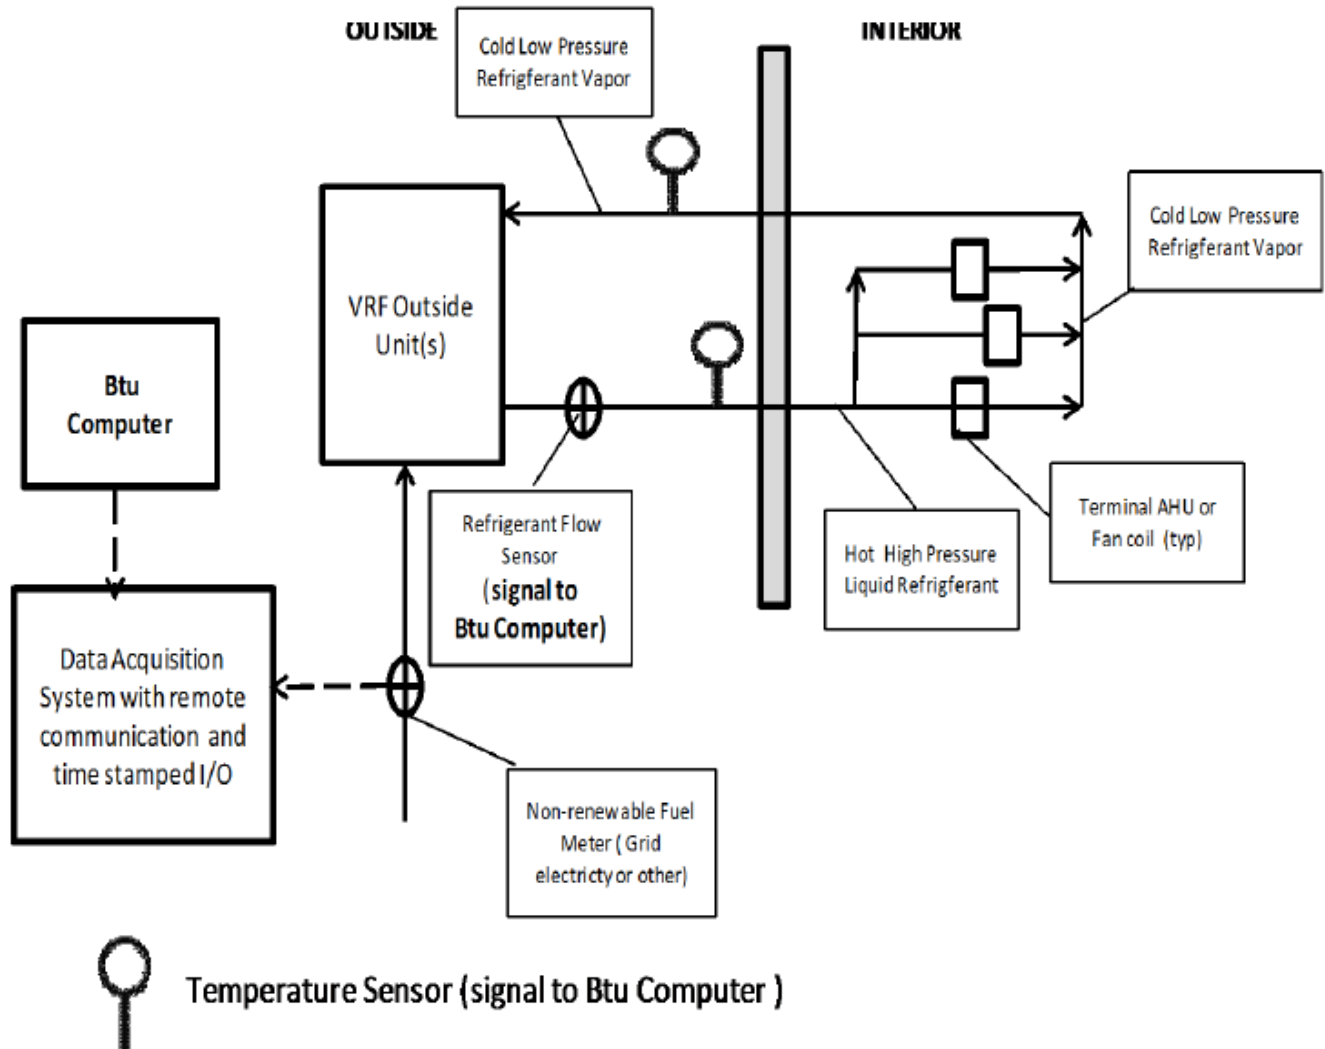 OUTSIDE
INTERIOR
Cold Low Pressure
Refrigferant Vapor
Cold Low Pressure
Refrigferant Vapor
VRF Outside
Unit(s)
Btu
Computer
Refrigerant Flow
Sensor
(signal to
Btu Computer)
Hot High Pressure
Liquid Refrigferant
Terminal AHU or
Fan coil (typ)
Data Acquisition
System with remote
communication and
time stamped I/O
Non-renewable Fuel
Meter ( Grid
electricty or other)
Temperature Sensor (signal to Btu Computer )